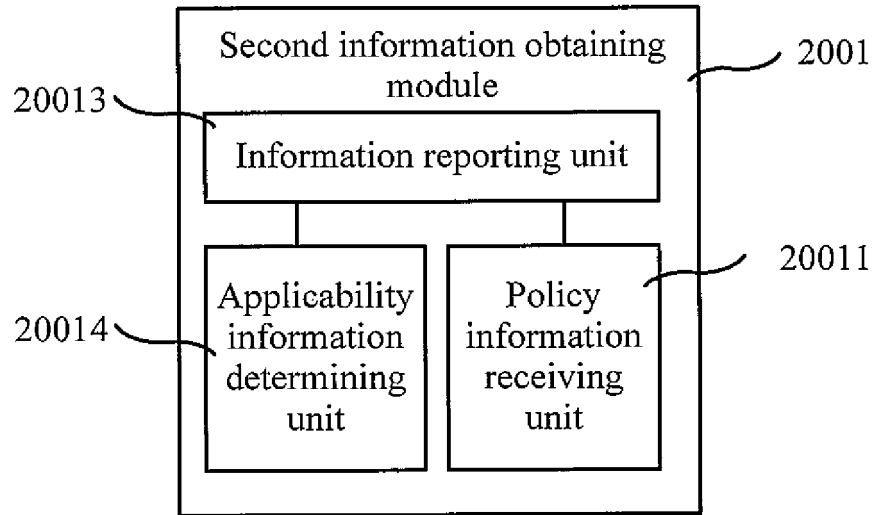 Second information obtaining
module
2001
20013
Information reporting unit
20011
Applicability
information
determining
unit
20014
Policy
information
receiving
unit